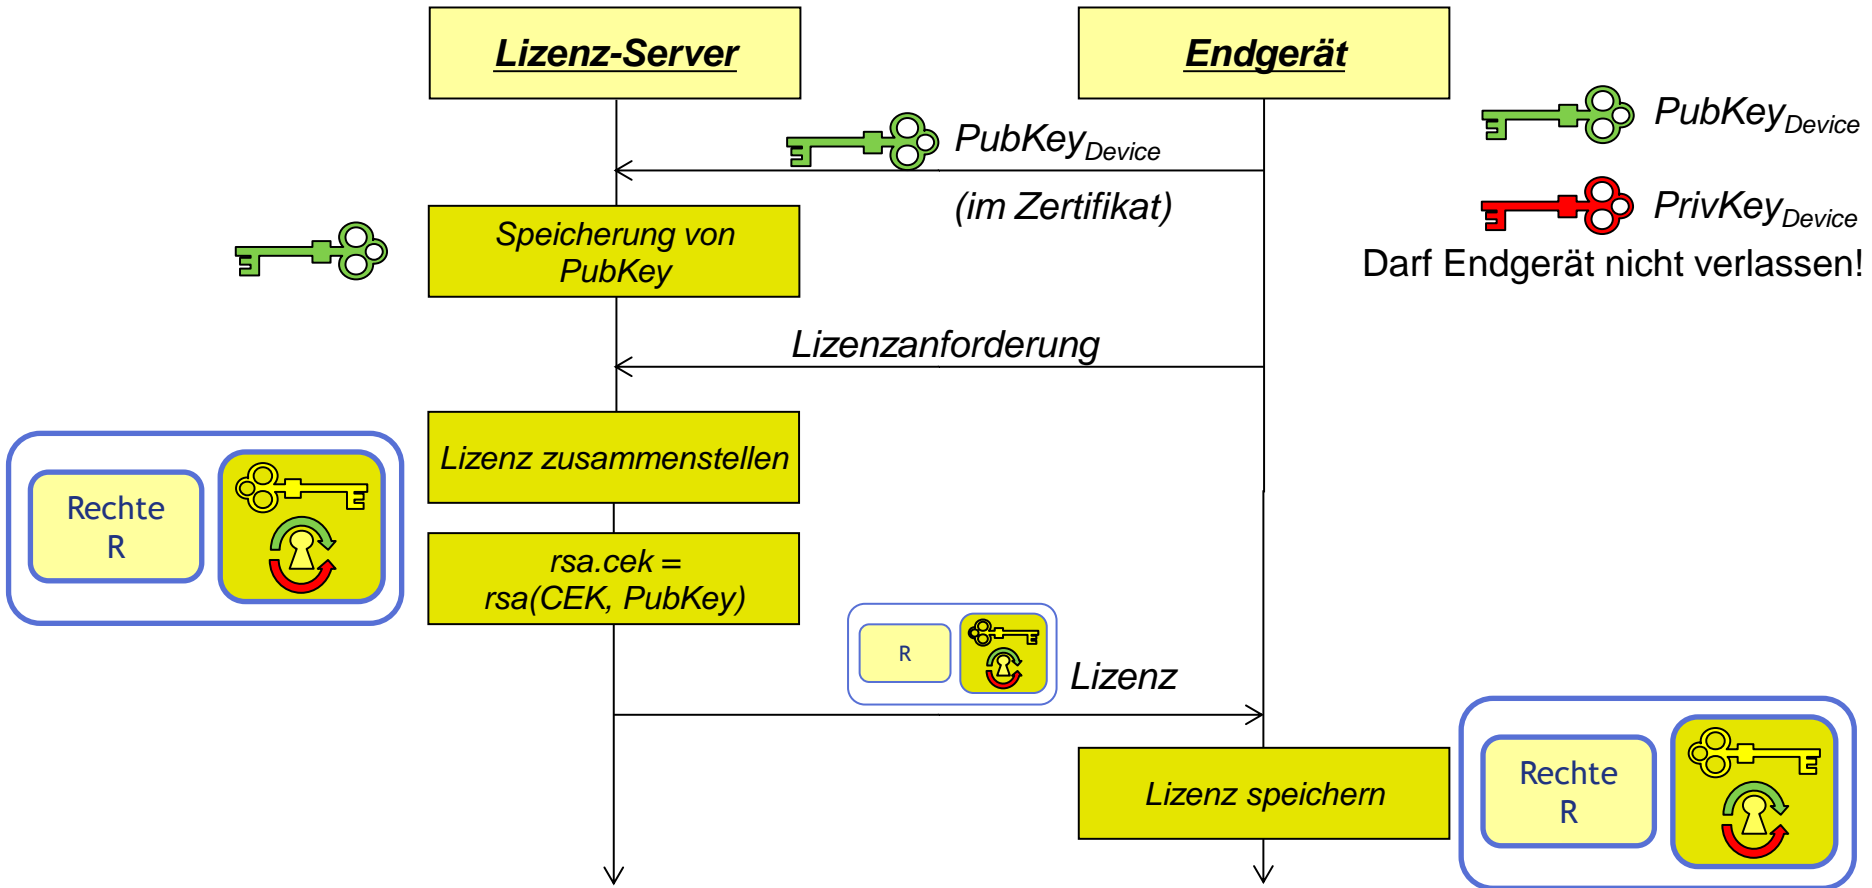 Lizenz-Server
Endgerät
PubKeyDevice
PubKeyDevice
(im Zertifikat)
PrivKeyDevice
Darf Endgerät nicht verlassen!
Speicherung von
PubKey
Lizenzanforderung
Lizenz zusammenstellen
Rechte
R
rsa.cek =
rsa(CEK, PubKey)
R
Lizenz
Lizenz speichern
Rechte
R